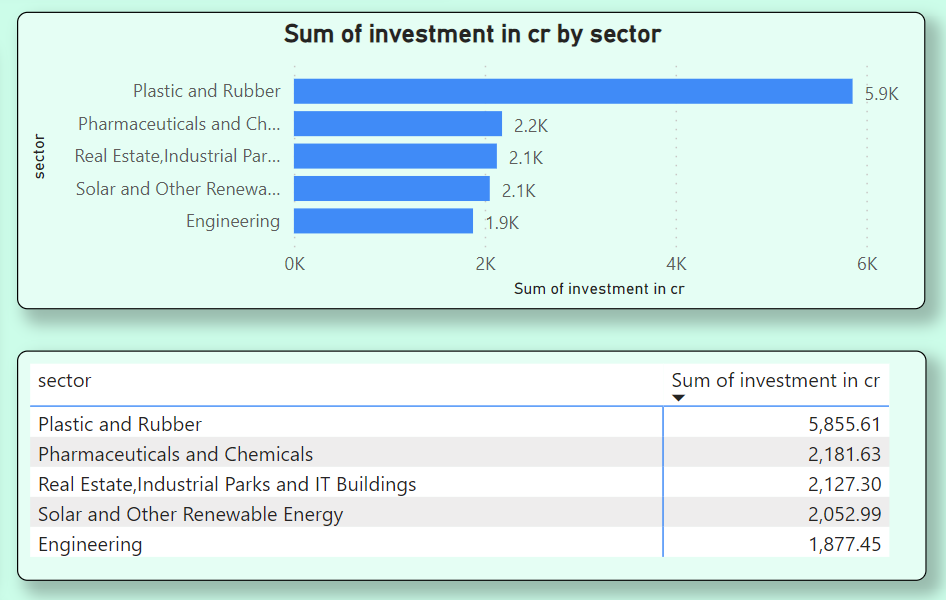 Sum of investment in cr by sector
sector
Plastic and Rubber 5.9K
Pharmaceuticals and Ch... 2.2K
Real Estate,Industrial Par... 2.1K
Solar and Other Renewa... 2.1K
Engineering 1.9K
0K 2K 4K 6K
Sum of investment in cr
sector Sum of investment in cr
Plastic and Rubber 5,855.61
Pharmaceuticals and Chemicals 2,181.63
Real Estate,Industrial Parks and IT Buildings 2,127.30
Solar and Other Renewable Energy 2,052.99
Engineering 1,877.45